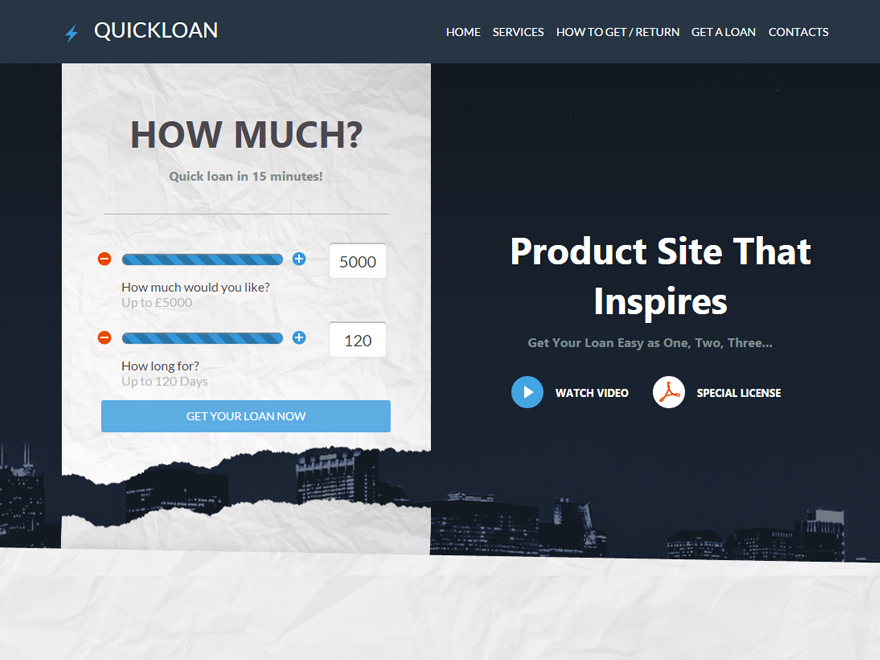 QUICKLOAN
HOME SERVICES HOW TO GET / RETURN GET A LOAN CONTACTS
HOW MUCH?
Quick loan in 15 minutes!
5000
How much would you like?
Up to £5000
120
How long for?
Up to 120 Days
GET YOUR LOAN NOW
Product Site That
Inspires
Get Your Loan Easy as One, Two, Three...
WATCH VIDEO SPECIAL LICENSE